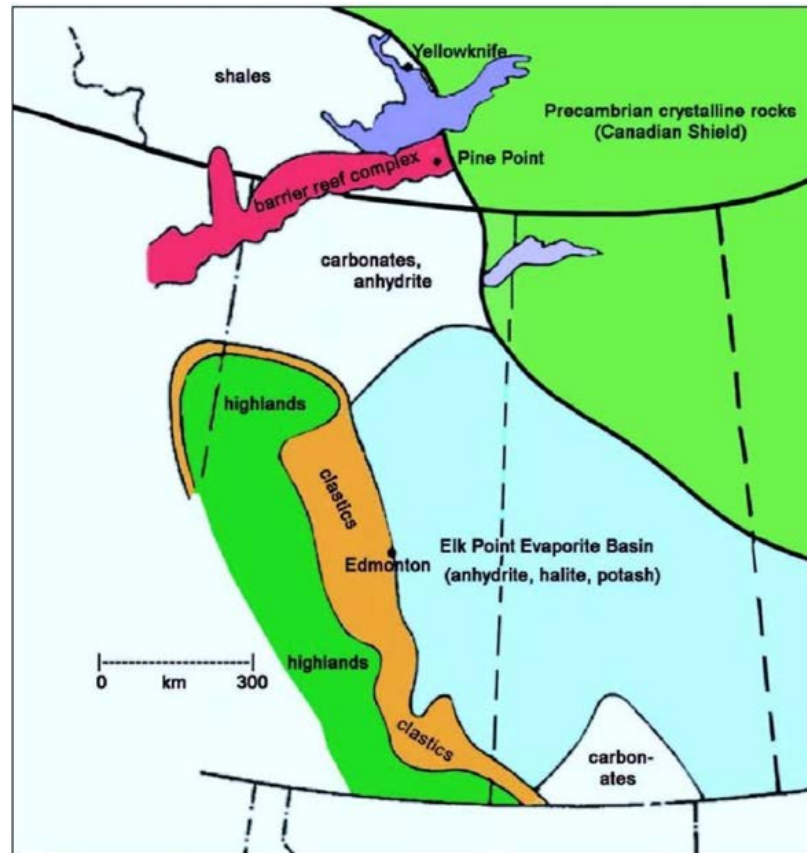 Yellowknife
shales
Precambrian crystalline rocks
(Canadian Shield)
Pine Point
barrier reef complex
carbonates,
anhydrite
highlands
clastics
Elk Point Evaporite Basin
Edmonton
(anhydrite, halite, potash)
highlands
0 km 300
clastics
carbon-
ates